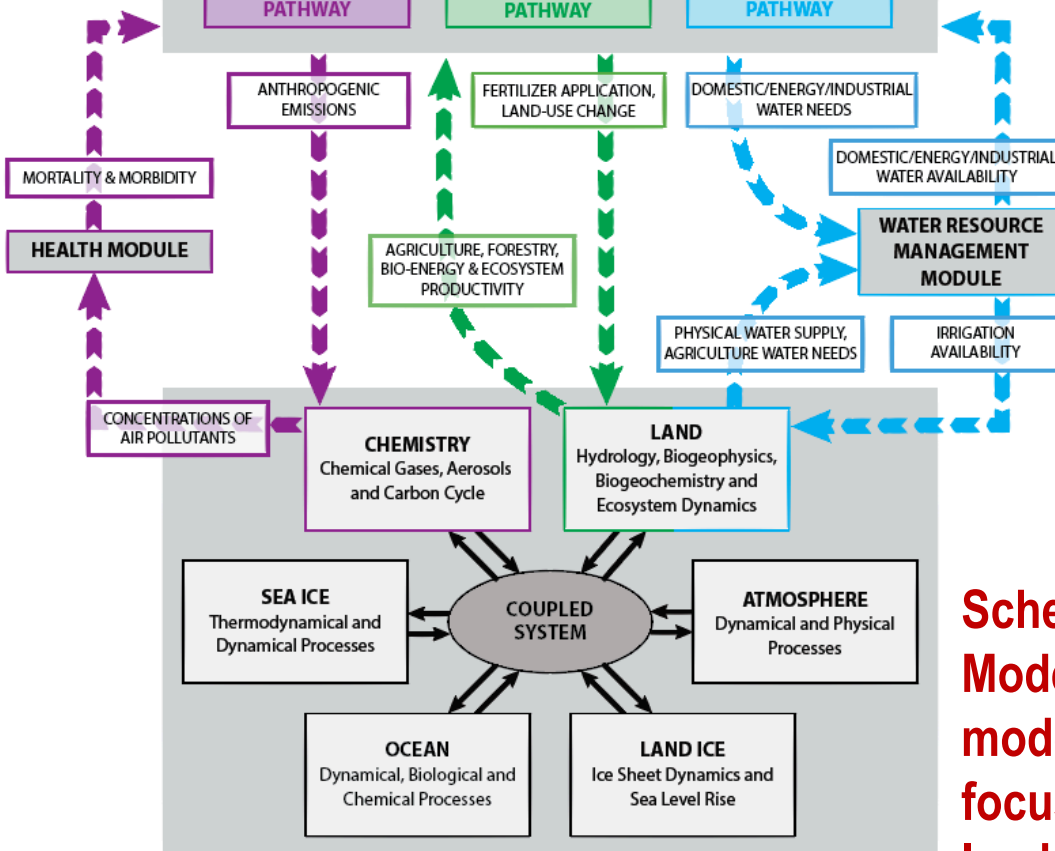 PATHWAY
PATHWAY
PATHWAY
ANTHROPOGENIC
EMISSIONS
FERTILIZER APPLICATION,
LAND-USE CHANGE
DOMESTIC/ENERGY/INDUSTRIAL
WATER NEEDS
DOMESTIC/ENERGY/INDUSTRIAL
WATER AVAILABILITY
MORTALITY & MORBIDITY
HEALTH MODULE
AGRICULTURE, FORESTRY,
BIO-ENERGY & ECOSYSTEM
PRODUCTIVITY
WATER RESOURCE
MANAGEMENT
MODULE
PHYSICAL WATER SUPPLY,
AGRICULTURE WATER NEEDS
IRRIGATION
AVAILABILITY
CONCENTRATIONS OF
AIR POLLUTANTS
CHEMISTRY
Chemical Gases, Aerosols
and Carbon Cycle
LAND
Hydrology, Biogeophysics,
Biogeochemistry and
Ecosystem Dynamics
SEA ICE
Thermodynamical and
Dynamical Processes
COUPLED
SYSTEM
ATMOSPHERE
Dynamical and Physical
Processes
OCEAN
Dynamical, Biological and
Chemical Processes
LAND ICE
Ice Sheet Dynamics and
Sea Level Rise